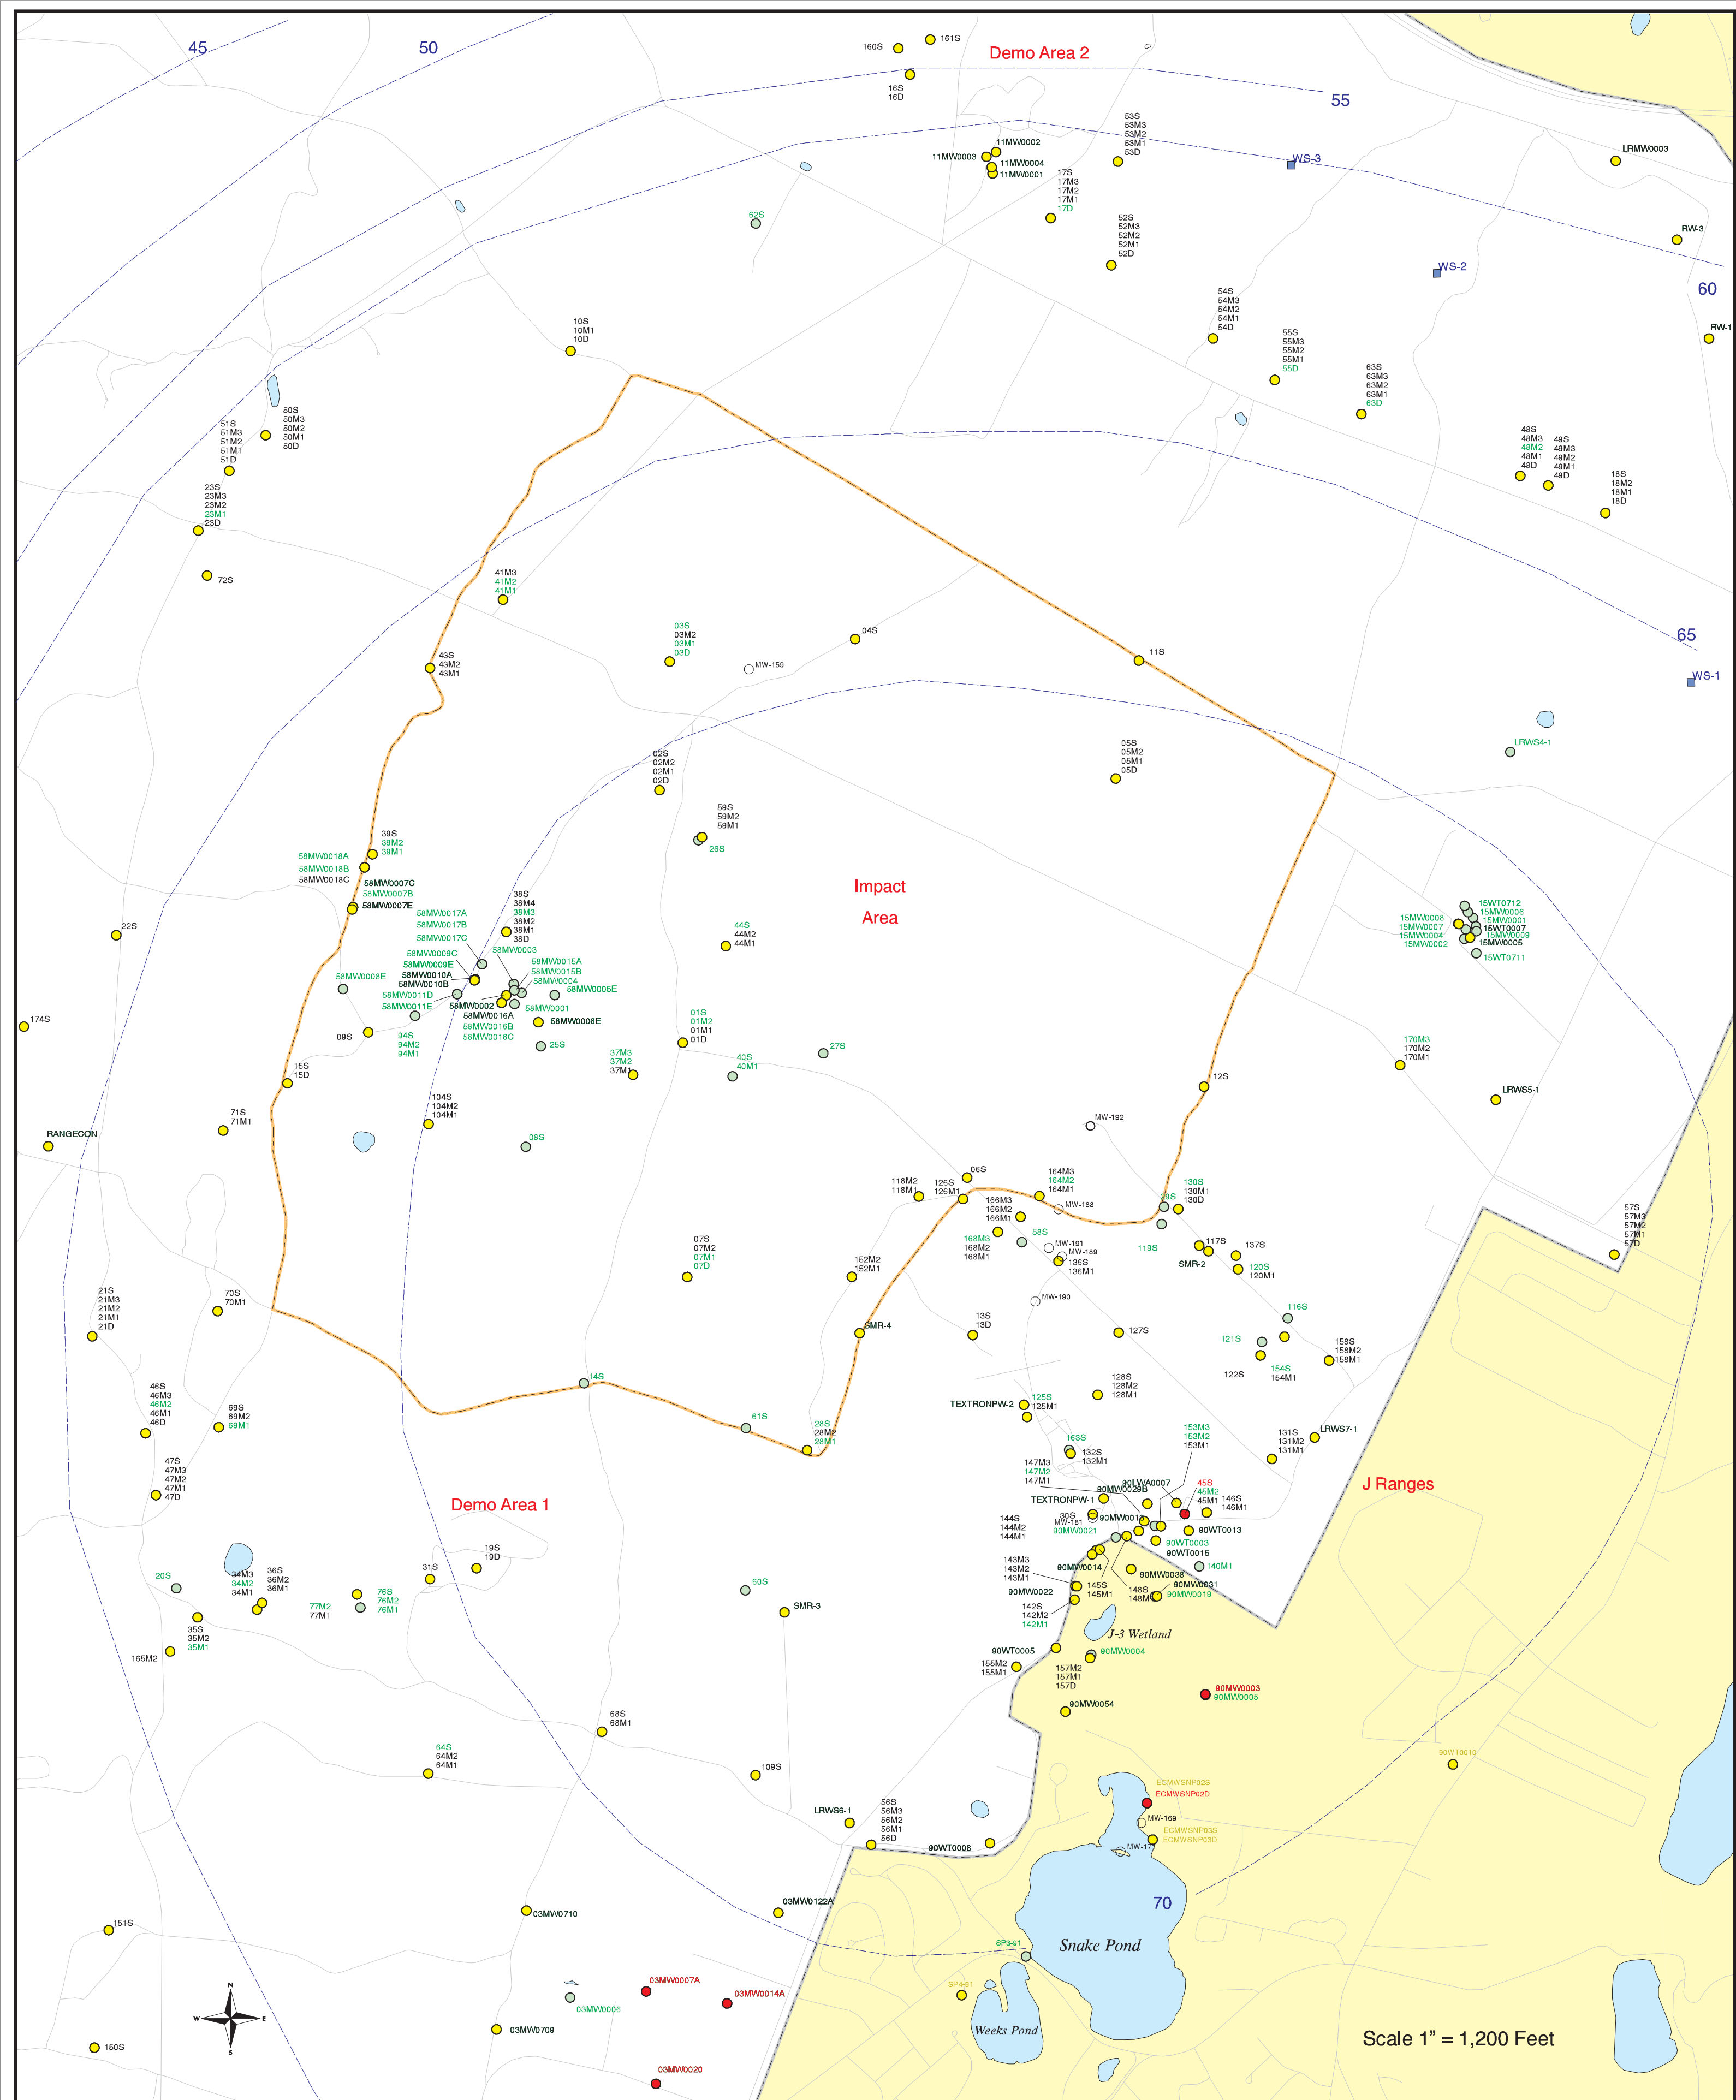 45
50
160S
161S
Demo Area 2
16S
16D
55
53S
53M3
53M2
53M1
53D
11MW0002
11MW0003
11MW0004
11MW0001
WS-3
LRMW0003
17S
17M3
17M2
17M1
17D
62S
52S
52M3
52M2
52M1
52D
RW-3
WS-2
60
54S
54M3
54M2
54M1
54D
10S
10M1
10D
RW-1
55S
55M3
55M2
55M1
55D
63S
63M3
63M2
63M1
63D
50S
50M3
50M2
50M1
50D
51S
51M3
51M2
51M1
51D
48S
48M3
48M2
48M1
48D
49S
49M3
49M2
49M1
49D
18S
18M2
18M1
18D
23S
23M3
23M2
23M1
23D
72S
41M3
41M2
41M1
03S
03M2
03M1
03D
04S
MW-159
11S
65
43S
43M2
43M1
WS-1
02S
02M2
02M1
02D
05S
05M2
05M1
05D
LRWS4-1
59S
59M2
59M1
26S
39S
39M2
39M1
58MW0018A
58MW0018B
58MW0018C
58MW0007C
58MW0007B
58MW0007E
Impact
Area
38S
38M4
38M3
38M2
38M1
38D
58MW0017A
58MW0017B
58MW0017C
22S
44S
44M2
44M1
15WT0712
15MW0006
15MW0001
15WT0007
15MW0009
15MW0005
15WT0711
15MW0008
15MW0007
15MW0004
15MW0002
58MW0003
58MW0009C
58MW0009E
58MW0010A
58MW0010B
58MW0011D
58MW0011E
58MW0008E
58MW0015A
58MW0015B
58MW0004
58MW0005E
58MW0002
58MW0001
58MW0016A
58MW0016B
58MW0016C
58MW0006E
174S
09S
94S
94M2
94M1
25S
01S
01M2
01M1
01D
27S
37M3
37M2
37M1
40S
40M1
170M3
170M2
170M1
15S
15D
12S
LRWS5-1
104S
104M2
104M1
71S
71M1
RANGECON
08S
MW-192
06S
118M2
118M1
126S
126M1
164M3
164M2
164M1
MW-188
29S
130S
130M1
130D
166M3
166M2
166M1
57S
57M3
57M2
57M1
57D
168M3
168M2
168M1
58S
MW-191
MW-189
136S
136M1
119S
117S
SMR-2
137S
120S
120M1
07S
07M2
07M1
07D
152M2
152M1
MW-190
21S
21M3
21M2
21M1
21D
70S
70M1
SMR-4
13S
13D
127S
116S
121S
122S
154S
154M1
158S
158M2
158M1
14S
128S
128M2
128M1
TEXTRONPW-2
125S
125M1
46S
46M3
46M2
46M1
46D
69S
69M2
69M1
61S
28S
28M2
28M1
163S
132S
132M1
153M3
153M2
153M1
131S
131M2
131M1
LRWS7-1
47S
47M3
47M2
47M1
47D
147M3
147M2
147M1
J Ranges
Demo Area 1
90LWA0007
90MW0029B
45S
45M2
45M1
146S
146M1
TEXTRONPW-1
30S
MW-181
90MW0021
144S
144M2
144M1
90WT0013
90WT0003
90WT0015
140M1
19S
19D
31S
143M3
143M2
143M1
90MW0014
90MW0038
90MW0031
90MW0019
145S
145M1
148S
90MW0022
142S
142M2
142M1
20S
34M3
34M2
34M1
36S
36M2
36M1
76S
76M2
76M1
77M2
77M1
60S
SMR-3
35S
35M2
35M1
165M2
J-3 Wetland
90WT0005
90MW0004
155M2
155M1
157M2
157M1
157D
90MW0003
90MW0005
90MW0054
68S
68M1
64S
64M2
64M1
109S
90WT0010
ECMWSNP02S
ECMWSNP02D
MW-169
ECMWSNP03S
ECMWSNP03D
LRWS6-1
56S
56M3
56M2
56M1
56D
90WT0008
70
03MW0122A
03MW0710
151S
Snake Pond
SP3-91
03MW0007A
03MW0014A
03MW0006
SP4-91
N
W
E
S
Weeks Pond
03MW0709
Scale 1” = 1,200 Feet
150S
03MW0020